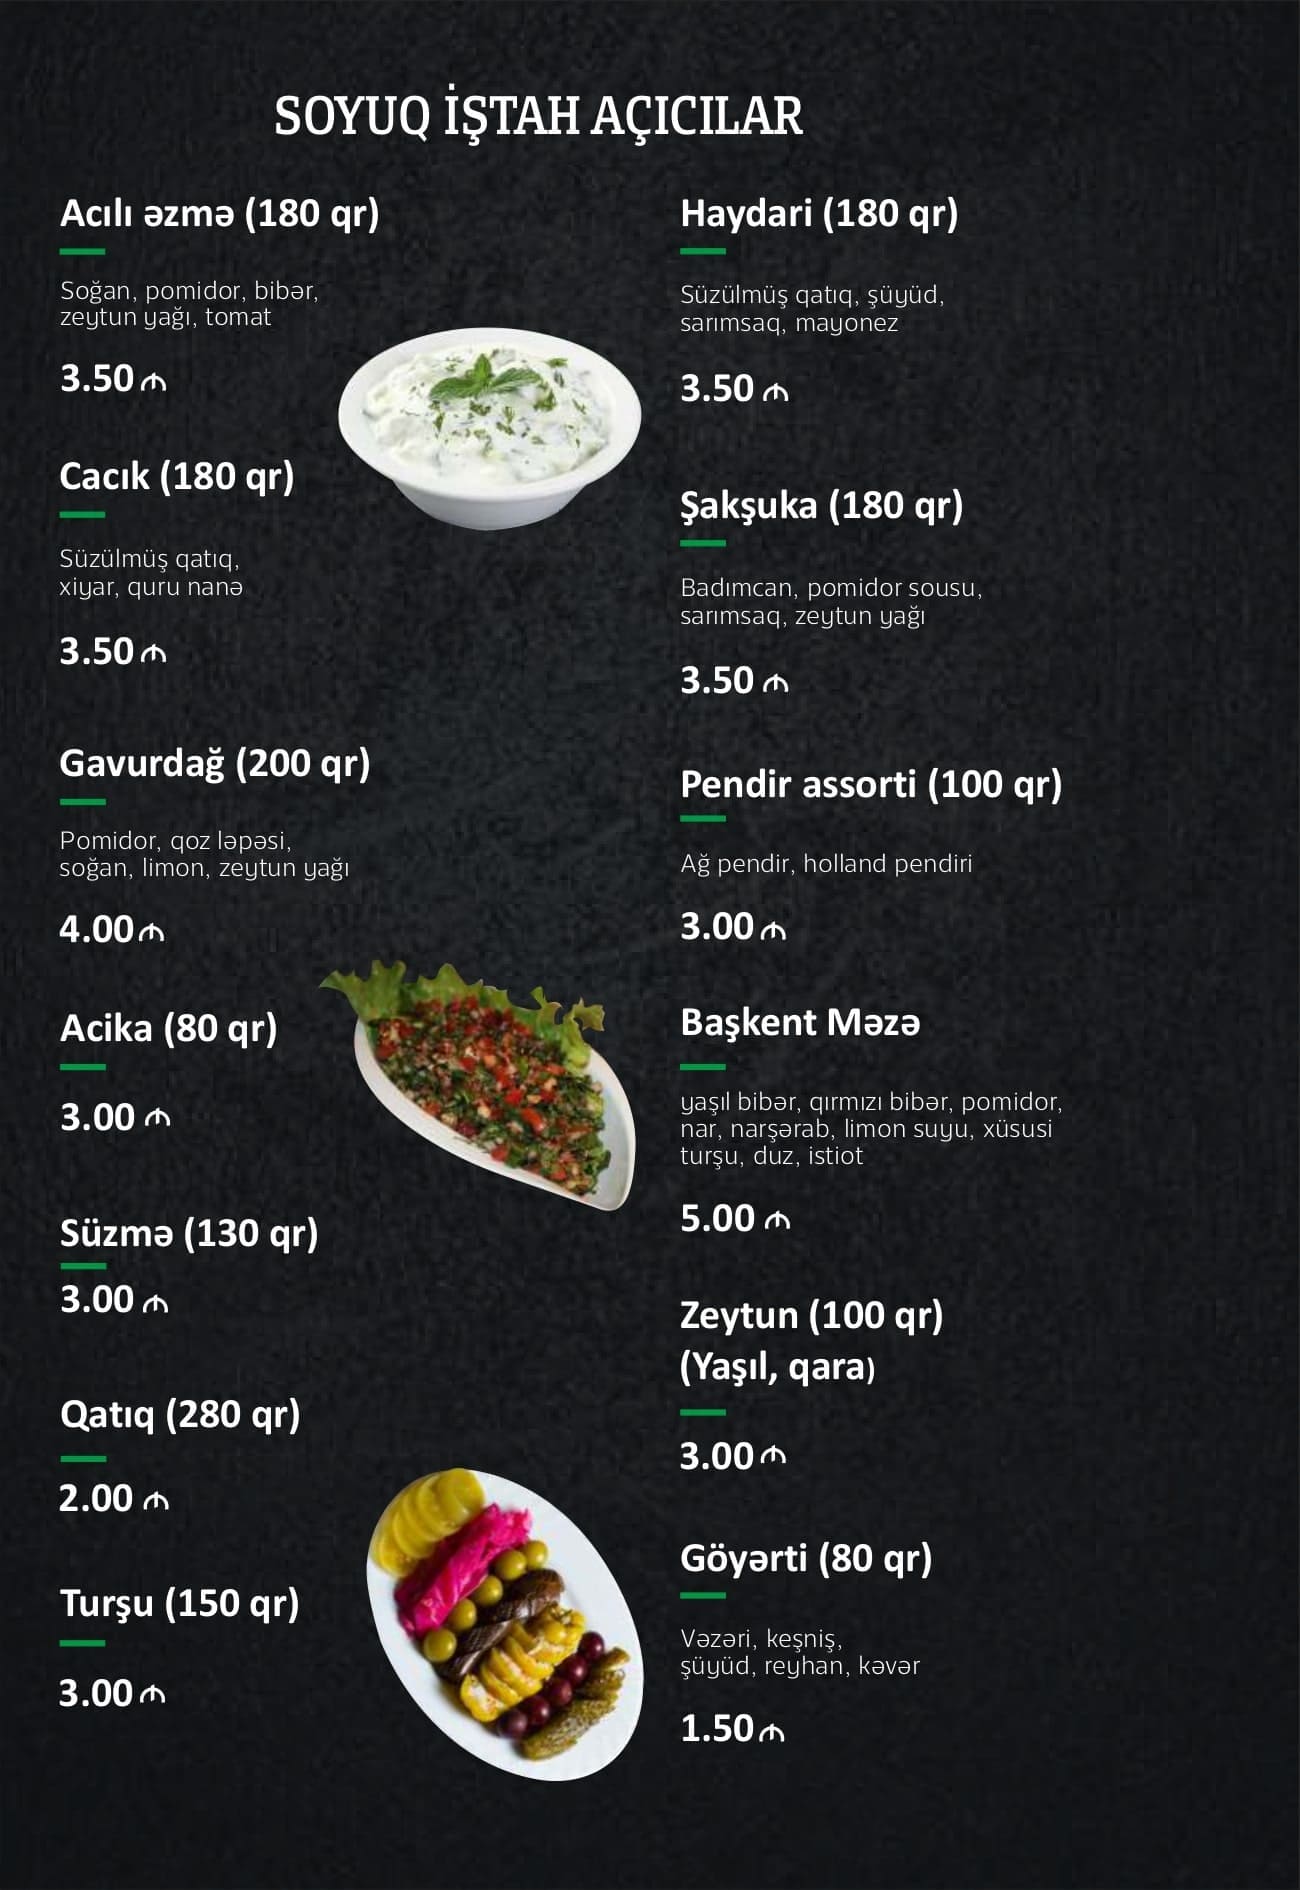 SOYUQ İŞTAH AÇICILAR
Acılı əzmə (180 qr)
Soğan, pomidor, bibər,
zeytun yağı, tomat
3.50 ₼
Cacık (180 qr)
Süzülmüş qatıq,
xiyar, quru nanə
3.50 ₼
Gavurdağ (200 qr)
Pomidor, qoz ləpəsi,
soğan, limon, zeytun yağı
4.00 ₼
Acika (80 qr)
3.00 ₼
Süzmə (130 qr)
3.00 ₼
Qatıq (280 qr)
2.00 ₼
Turşu (150 qr)
3.00 ₼
Haydari (180 qr)
Süzülmüş qatıq, şüyüd,
sarımsaq, mayonez
3.50 ₼
Şakşuka (180 qr)
Badımcan, pomidor sousu,
sarımsaq, zeytun yağı
3.50 ₼
Pendir assorti (100 qr)
Ağ pendir, holland pendiri
3.00 ₼
Başkent Məzə
yaşıl bibər, qırmızı bibər, pomidor,
nar, narşərab, limon suyu, xüsusi
turşu, duz, istiot
5.00 ₼
Zeytun (100 qr)
(Yaşıl, qara)
3.00 ₼
Göyərti (80 qr)
Vəzəri, keşniş,
şüyüd, reyhan, kəvər
1.50 ₼